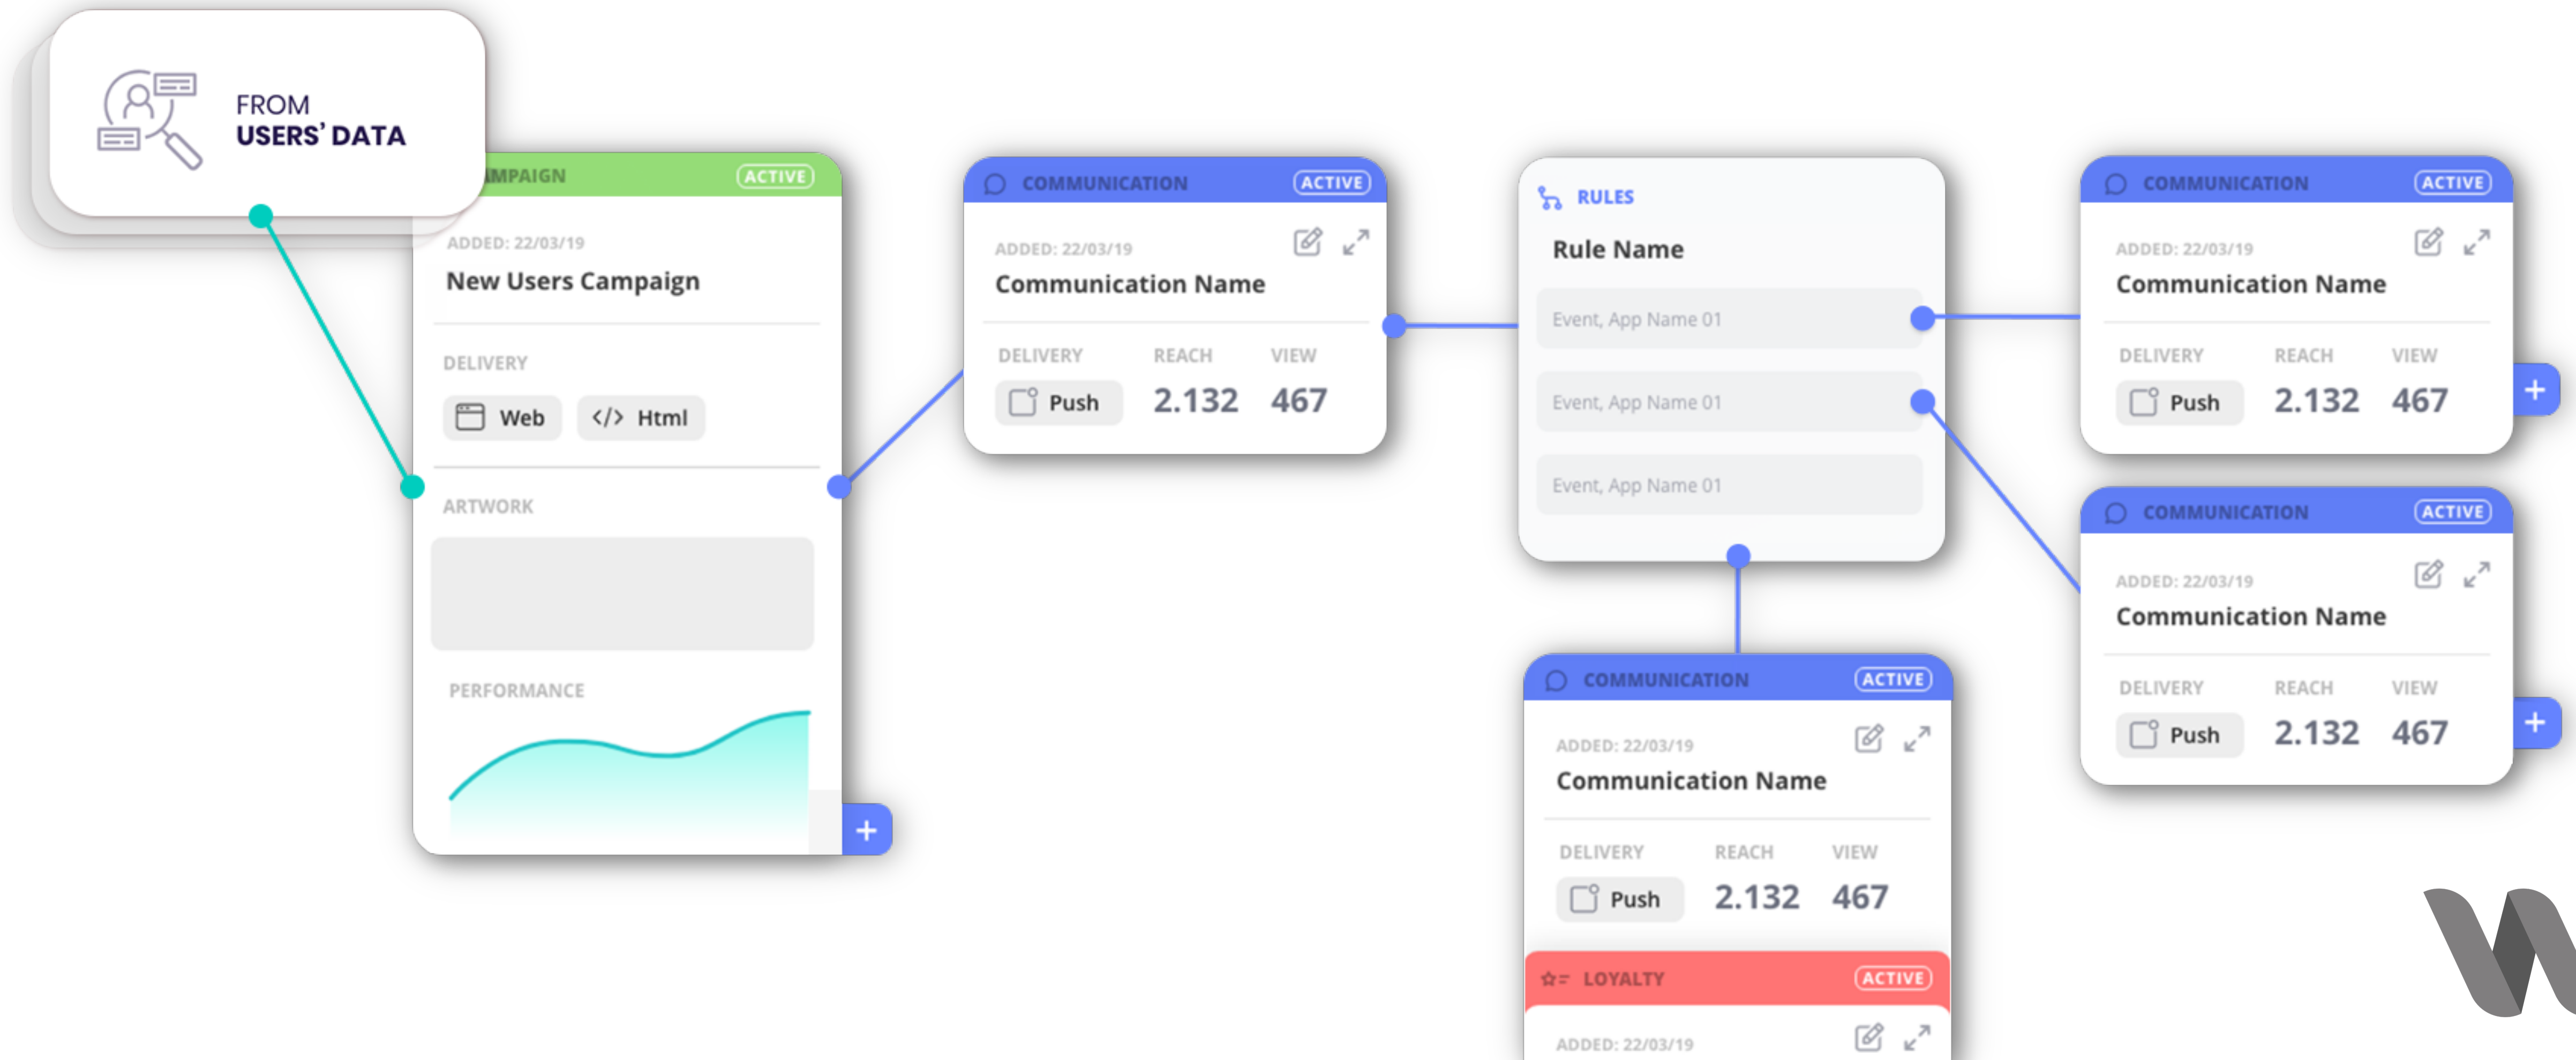 FROM
USERS’ DATA
AMPAIGN ACTIVE
ADDED: 22/03/19
New Users Campaign
DELIVERY
Web </> Html
ARTWORK
PERFORMANCE
+
COMMUNICATION ACTIVE
ADDED: 22/03/19
Communication Name
DELIVERY REACH VIEW
Push 2.132 467
RULES
Rule Name
Event, App Name 01
Event, App Name 01
Event, App Name 01
COMMUNICATION ACTIVE
ADDED: 22/03/19
Communication Name
DELIVERY REACH VIEW
Push 2.132 467
LOYALTY ACTIVE
ADDED: 22/03/19
COMMUNICATION ACTIVE
ADDED: 22/03/19
Communication Name
DELIVERY REACH VIEW
Push 2.132 467
+
COMMUNICATION ACTIVE
ADDED: 22/03/19
Communication Name
DELIVERY REACH VIEW
Push 2.132 467
+